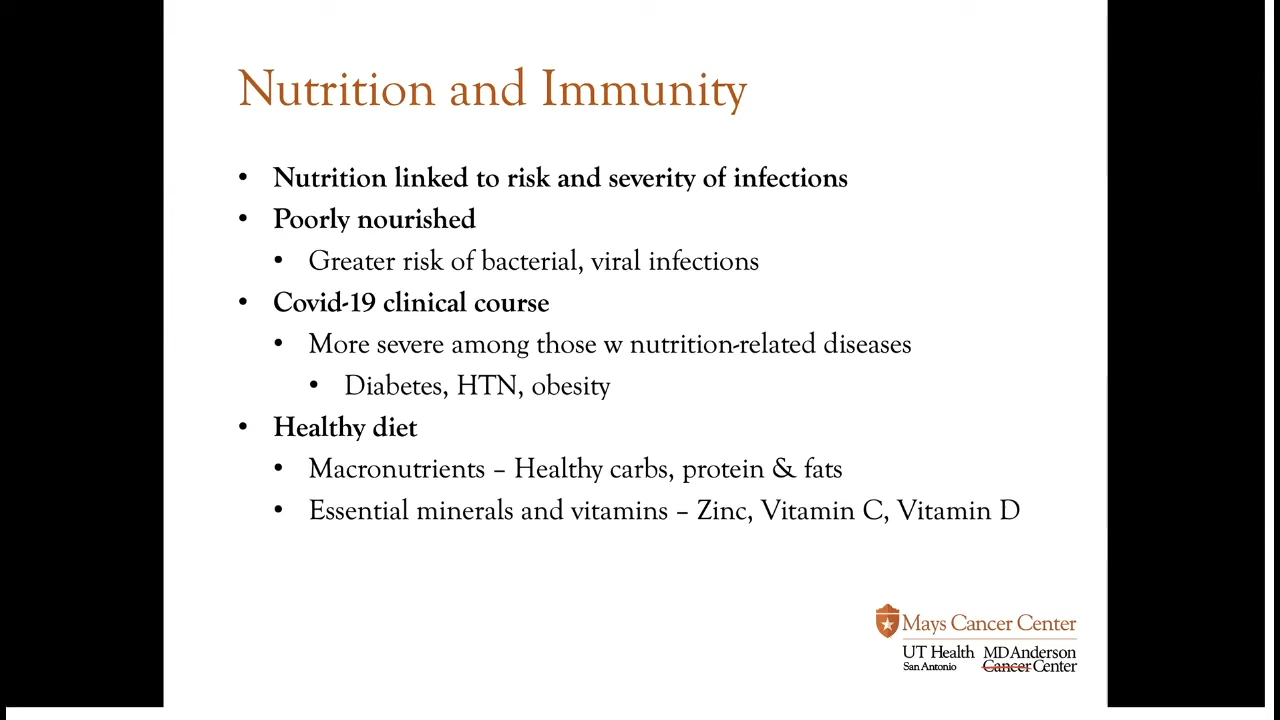 Nutrition and Immunity
• Nutrition linked to risk and severity of infections
• Poorly nourished
• Greater risk of bacterial, viral infections
• Covid-19 clinical course
• More severe among those w nutrition-related diseases
• Diabetes, HTN, obesity
• Healthy diet
• Macronutrients – Healthy carbs, protein & fats
• Essential minerals and vitamins – Zinc, Vitamin C, Vitamin D
Mays Cancer Center
UT Health MD Anderson
San Antonio Cancer Center